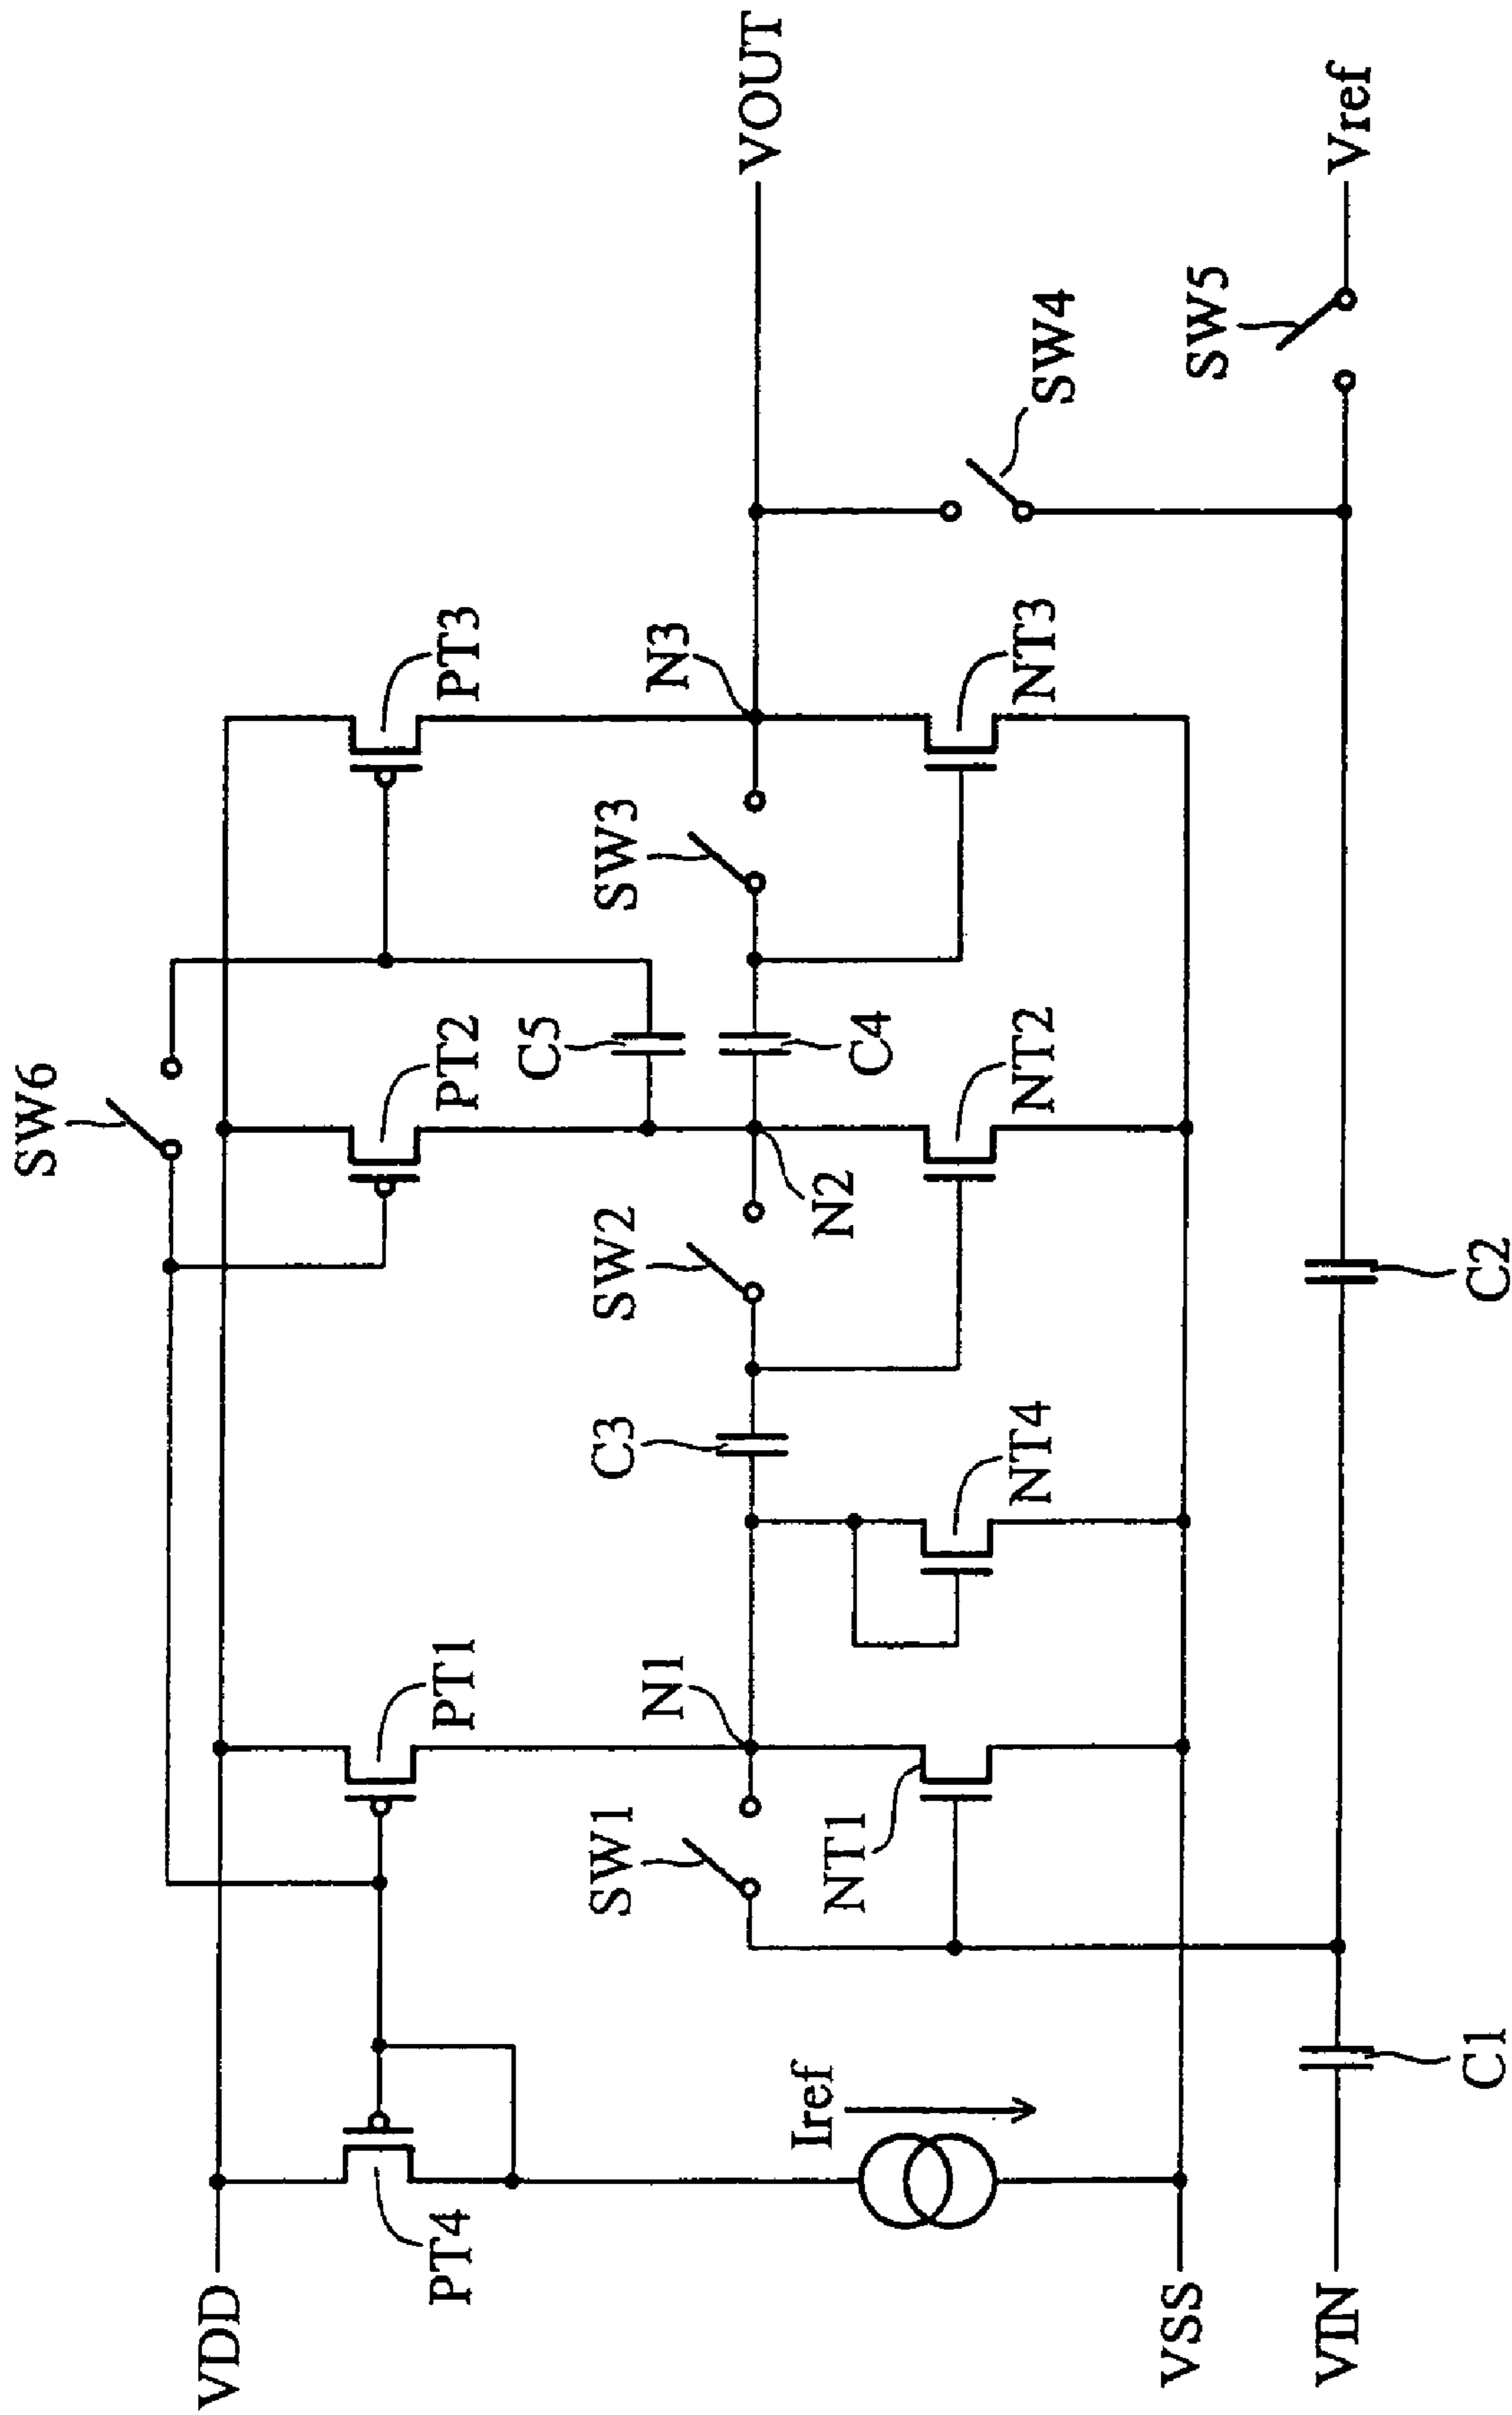 SW6
VDD
PT4
PT1
PT2
PT3
C5
SW1
N1
C3
SW2
SW3
N3
VOUT
Iref
NT1
NT4
N2
C4
NT2
NT3
SW4
VSS
SW5
VIN
Vref
C1
C2